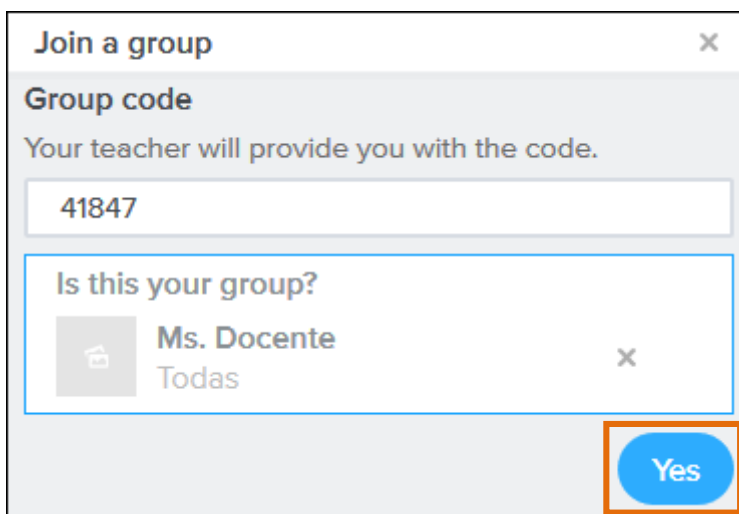 Join a group
Group code
Your teacher will provide you with the code.
41847
Is this your group?
Ms. Docente
Todas
Yes